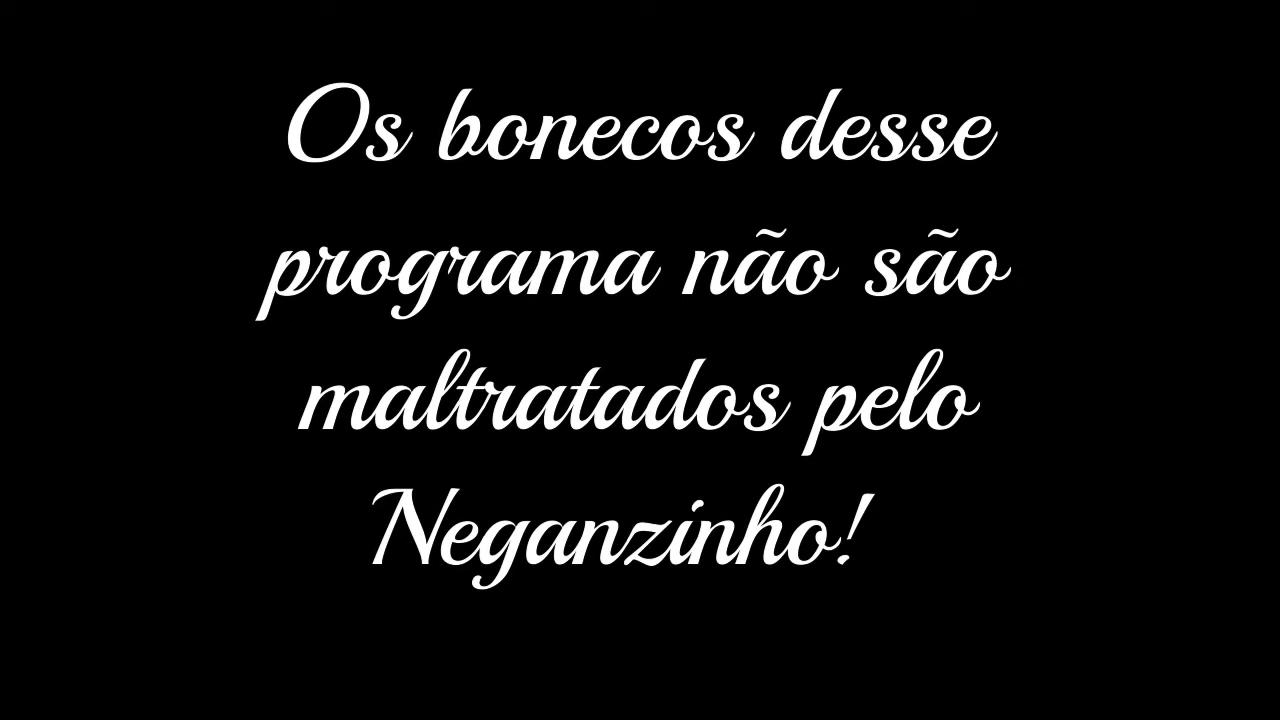 Os bonecos desse
programa não são
maltratados pelo
Neganzinho!